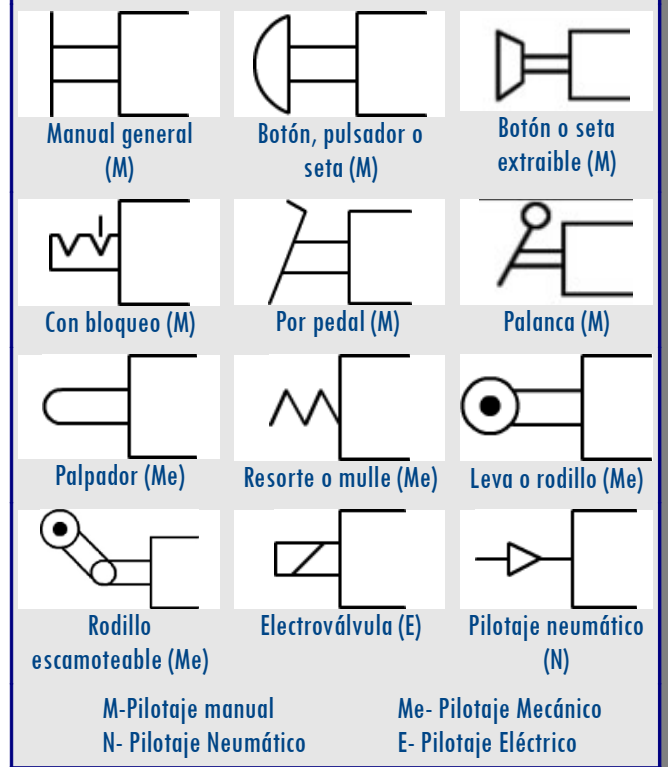 Manual general
(M)
Botón, pulsador o
seta (M)
Botón o seta
extraible (M)
Con bloqueo (M)
Por pedal (M)
Palanca (M)
Palpador (Me)
Resorte o mulle (Me)
Leva o rodillo (Me)
Rodillo
escamoteable (Me)
Electroválvula (E)
Pilotaje neumático
(N)
M-Pilotaje manual
Me- Pilotaje Mecánico
N- Pilotaje Neumático
E- Pilotaje Eléctrico